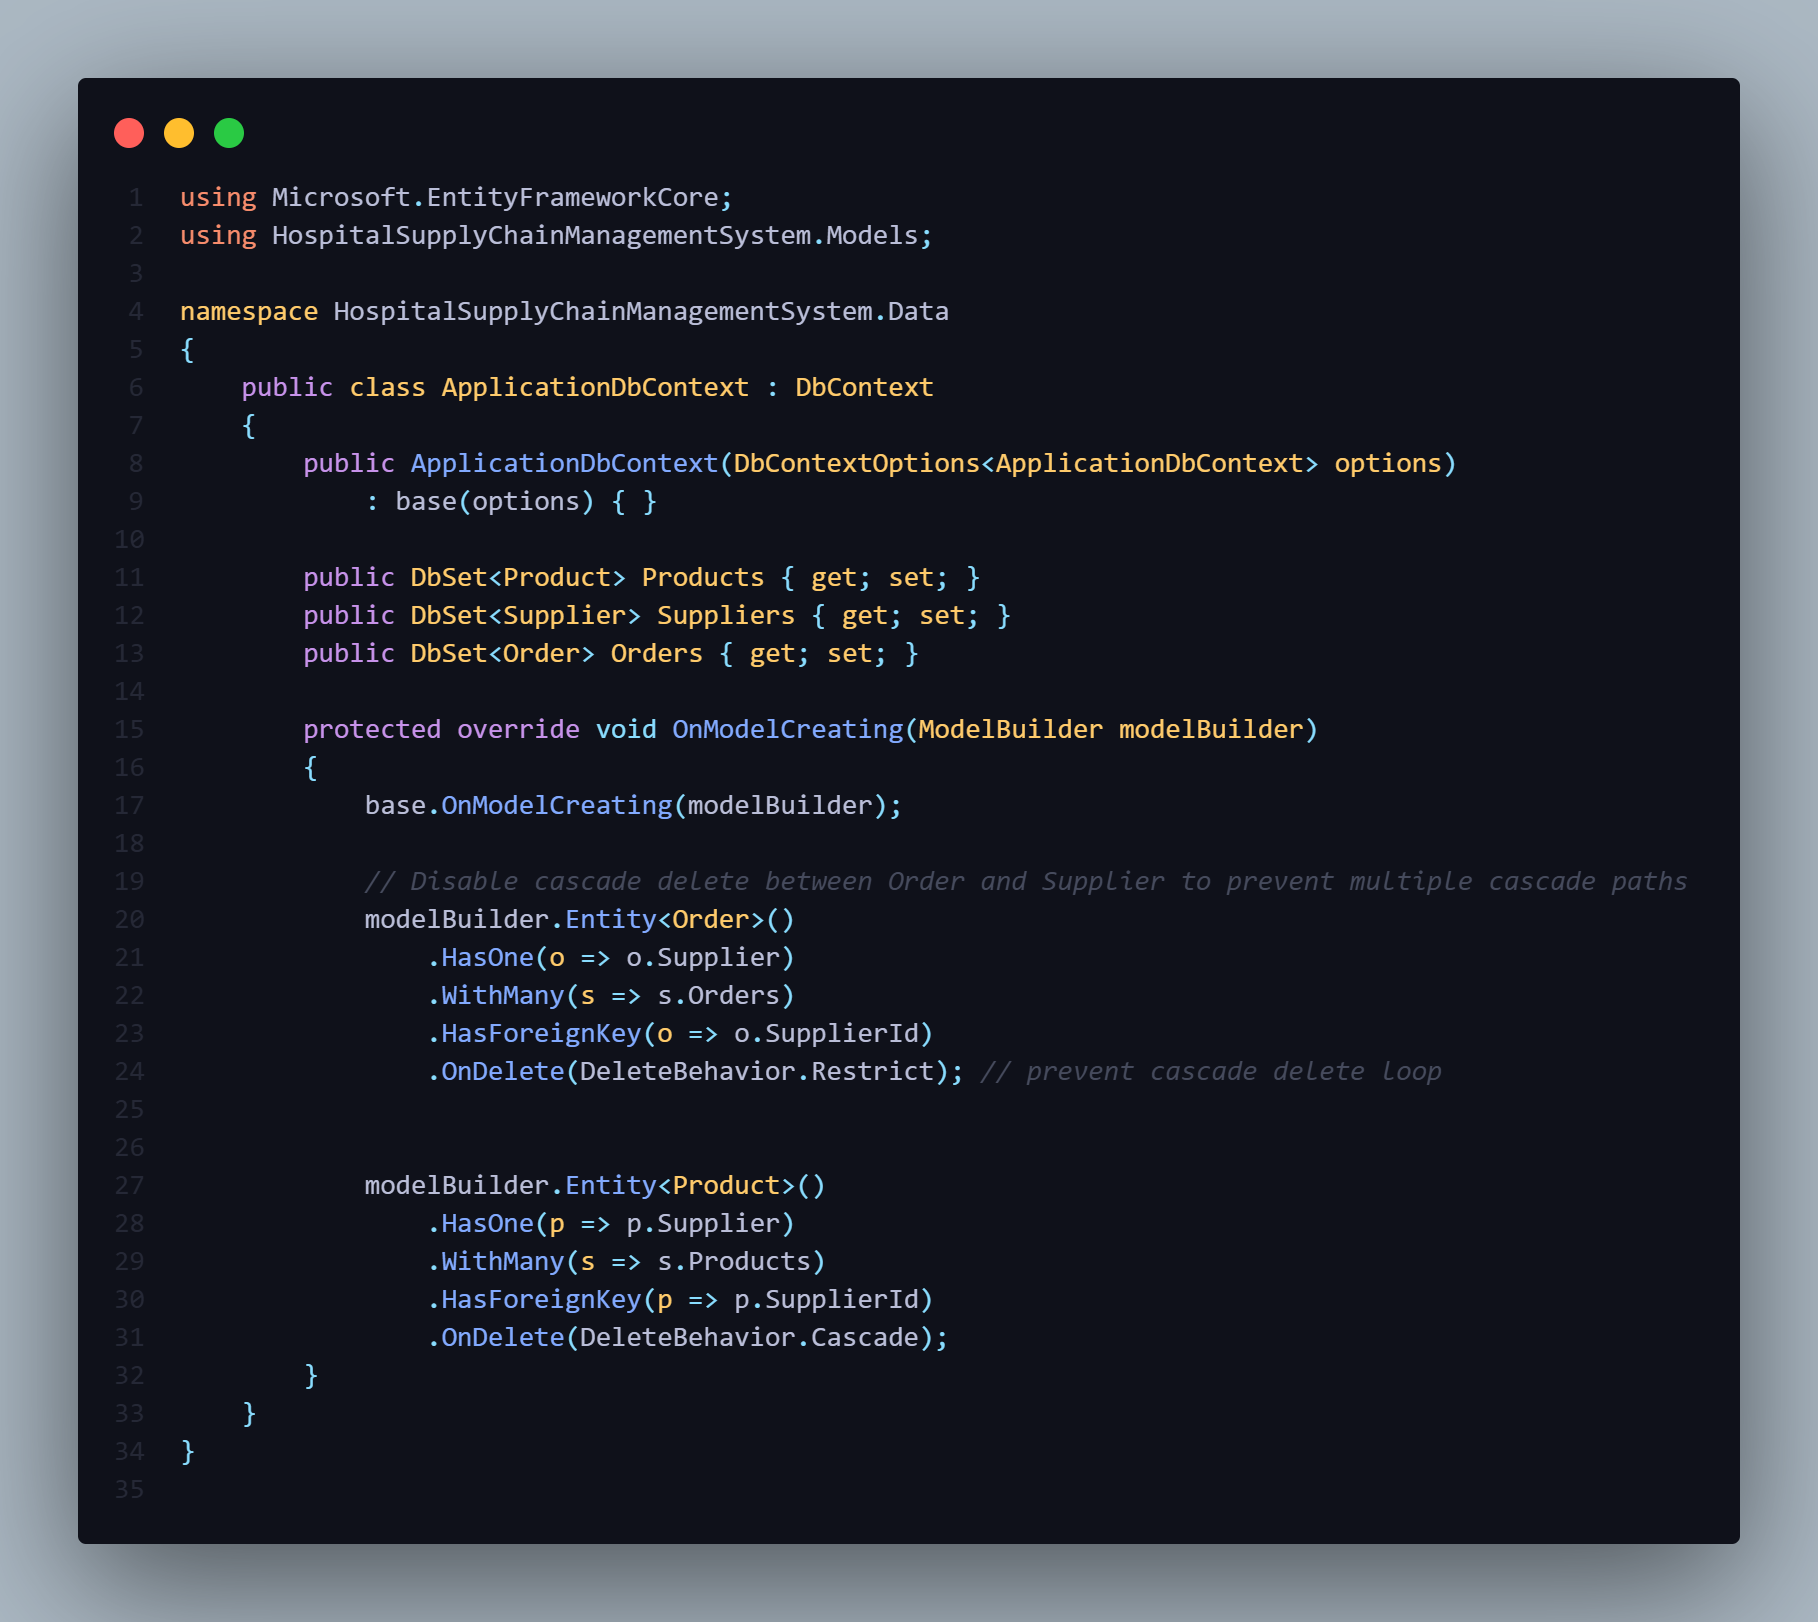 1 using Microsoft.EntityFrameworkCore;
2 using HospitalSupplyChainManagementSystem.Models;
3
4 namespace HospitalSupplyChainManagementSystem.Data
5 {
6     public class ApplicationDbContext : DbContext
7     {
8         public ApplicationDbContext(DbContextOptions<ApplicationDbContext> options)
9             : base(options) { }
10
11         public DbSet<Product> Products { get; set; }
12         public DbSet<Supplier> Suppliers { get; set; }
13         public DbSet<Order> Orders { get; set; }
14
15         protected override void OnModelCreating(ModelBuilder modelBuilder)
16         {
17             base.OnModelCreating(modelBuilder);
18
19             // Disable cascade delete between Order and Supplier to prevent multiple cascade paths
20             modelBuilder.Entity<Order>()
21                 .HasOne(o => o.Supplier)
22                 .WithMany(s => s.Orders)
23                 .HasForeignKey(o => o.SupplierId)
24                 .OnDelete(DeleteBehavior.Restrict); // prevent cascade delete loop
25
26
27             modelBuilder.Entity<Product>()
28                 .HasOne(p => p.Supplier)
29                 .WithMany(s => s.Products)
30                 .HasForeignKey(p => p.SupplierId)
31                 .OnDelete(DeleteBehavior.Cascade);
32         }
33     }
34 }
35